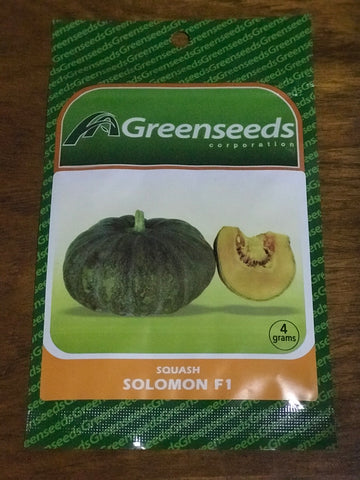 Greenseeds
corporation
4
grams
SQUASH
SOLOMON F1